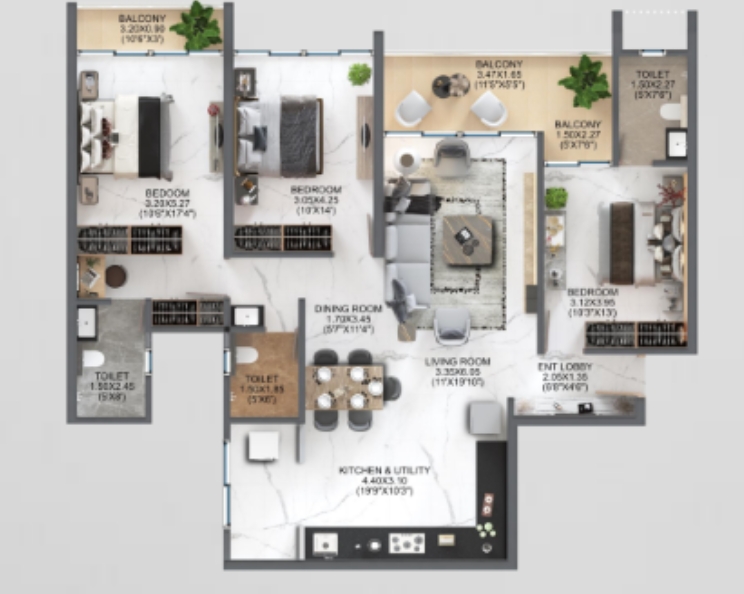 BALCONY
3.20X0.90
(10'6"X3')
BALCONY
3.47X1.65
(11'5"X5'5")
TOILET
1.50X2.27
(5'X7'6")
BALCONY
1.50X2.27
(5'X7'6")
BEDOOM
3.20X5.27
(10'6"X17'4")
BEDROOM
3.05X4.25
(10'X14')
BEDROOM
3.12X3.95
(10'3"X13')
DINING ROOM
1.70X3.45
(5'7"X11'4")
LIVING ROOM
3.35X6.05
(11'X19'10")
ENT LOBBY
2.05X1.35
(6'8"X4'6")
TOILET
1.50X2.45
(5'X8')
TOILET
1.50X1.85
(5'X6')
KITCHEN & UTILITY
4.40X3.10
(19'9"X10'3")